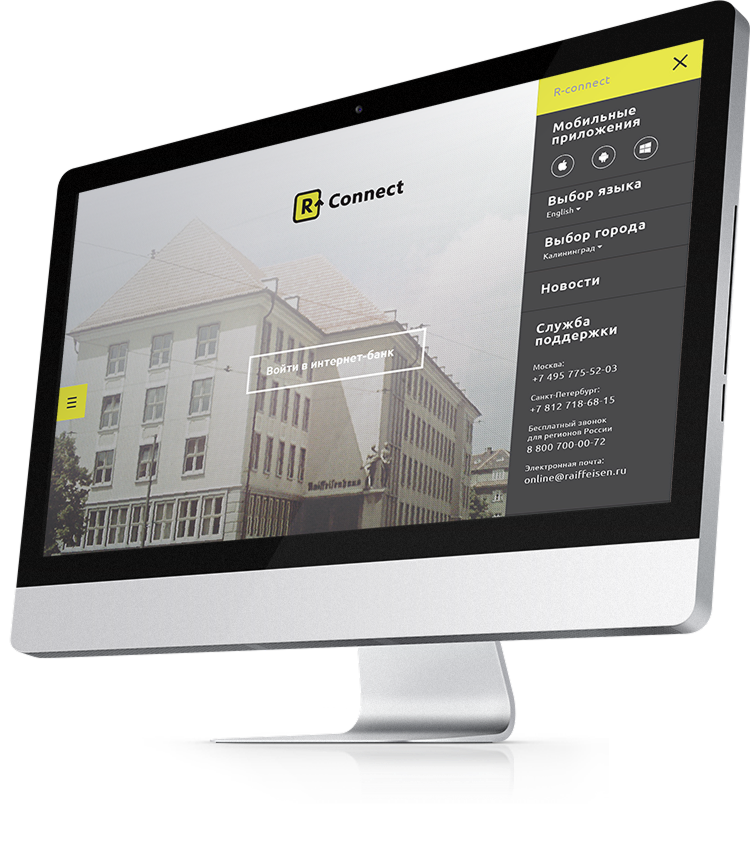 R-connect
Мобильные
приложения
Выбор языка
English
Выбор города
Калининград
Новости
Служба
поддержки
Москва:
+7 495 775-52-03
Санкт-Петербург:
+7 812 718-68-15
Бесплатный звонок
для регионов России
8 800 700-00-72
Электронная почта:
online@raiffeisen.ru
R Connect
Войти в интернет-банк
Raiffeisenhaus